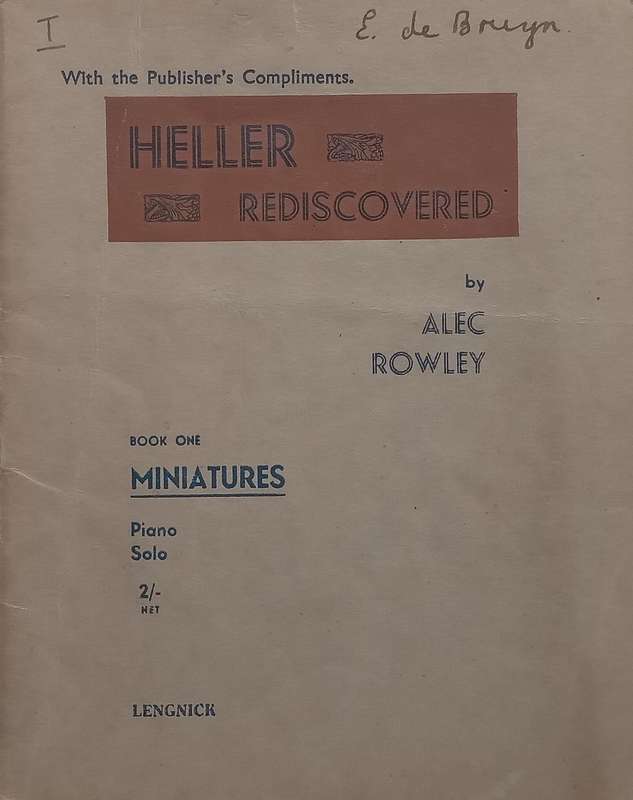 I
E. de Bruyn.
With the Publisher's Compliments.
HELLER
REDISCOVERED
by
ALEC
ROWLEY
BOOK ONE
MINIATURES
Piano
Solo
2/-
NET
LENGNICK